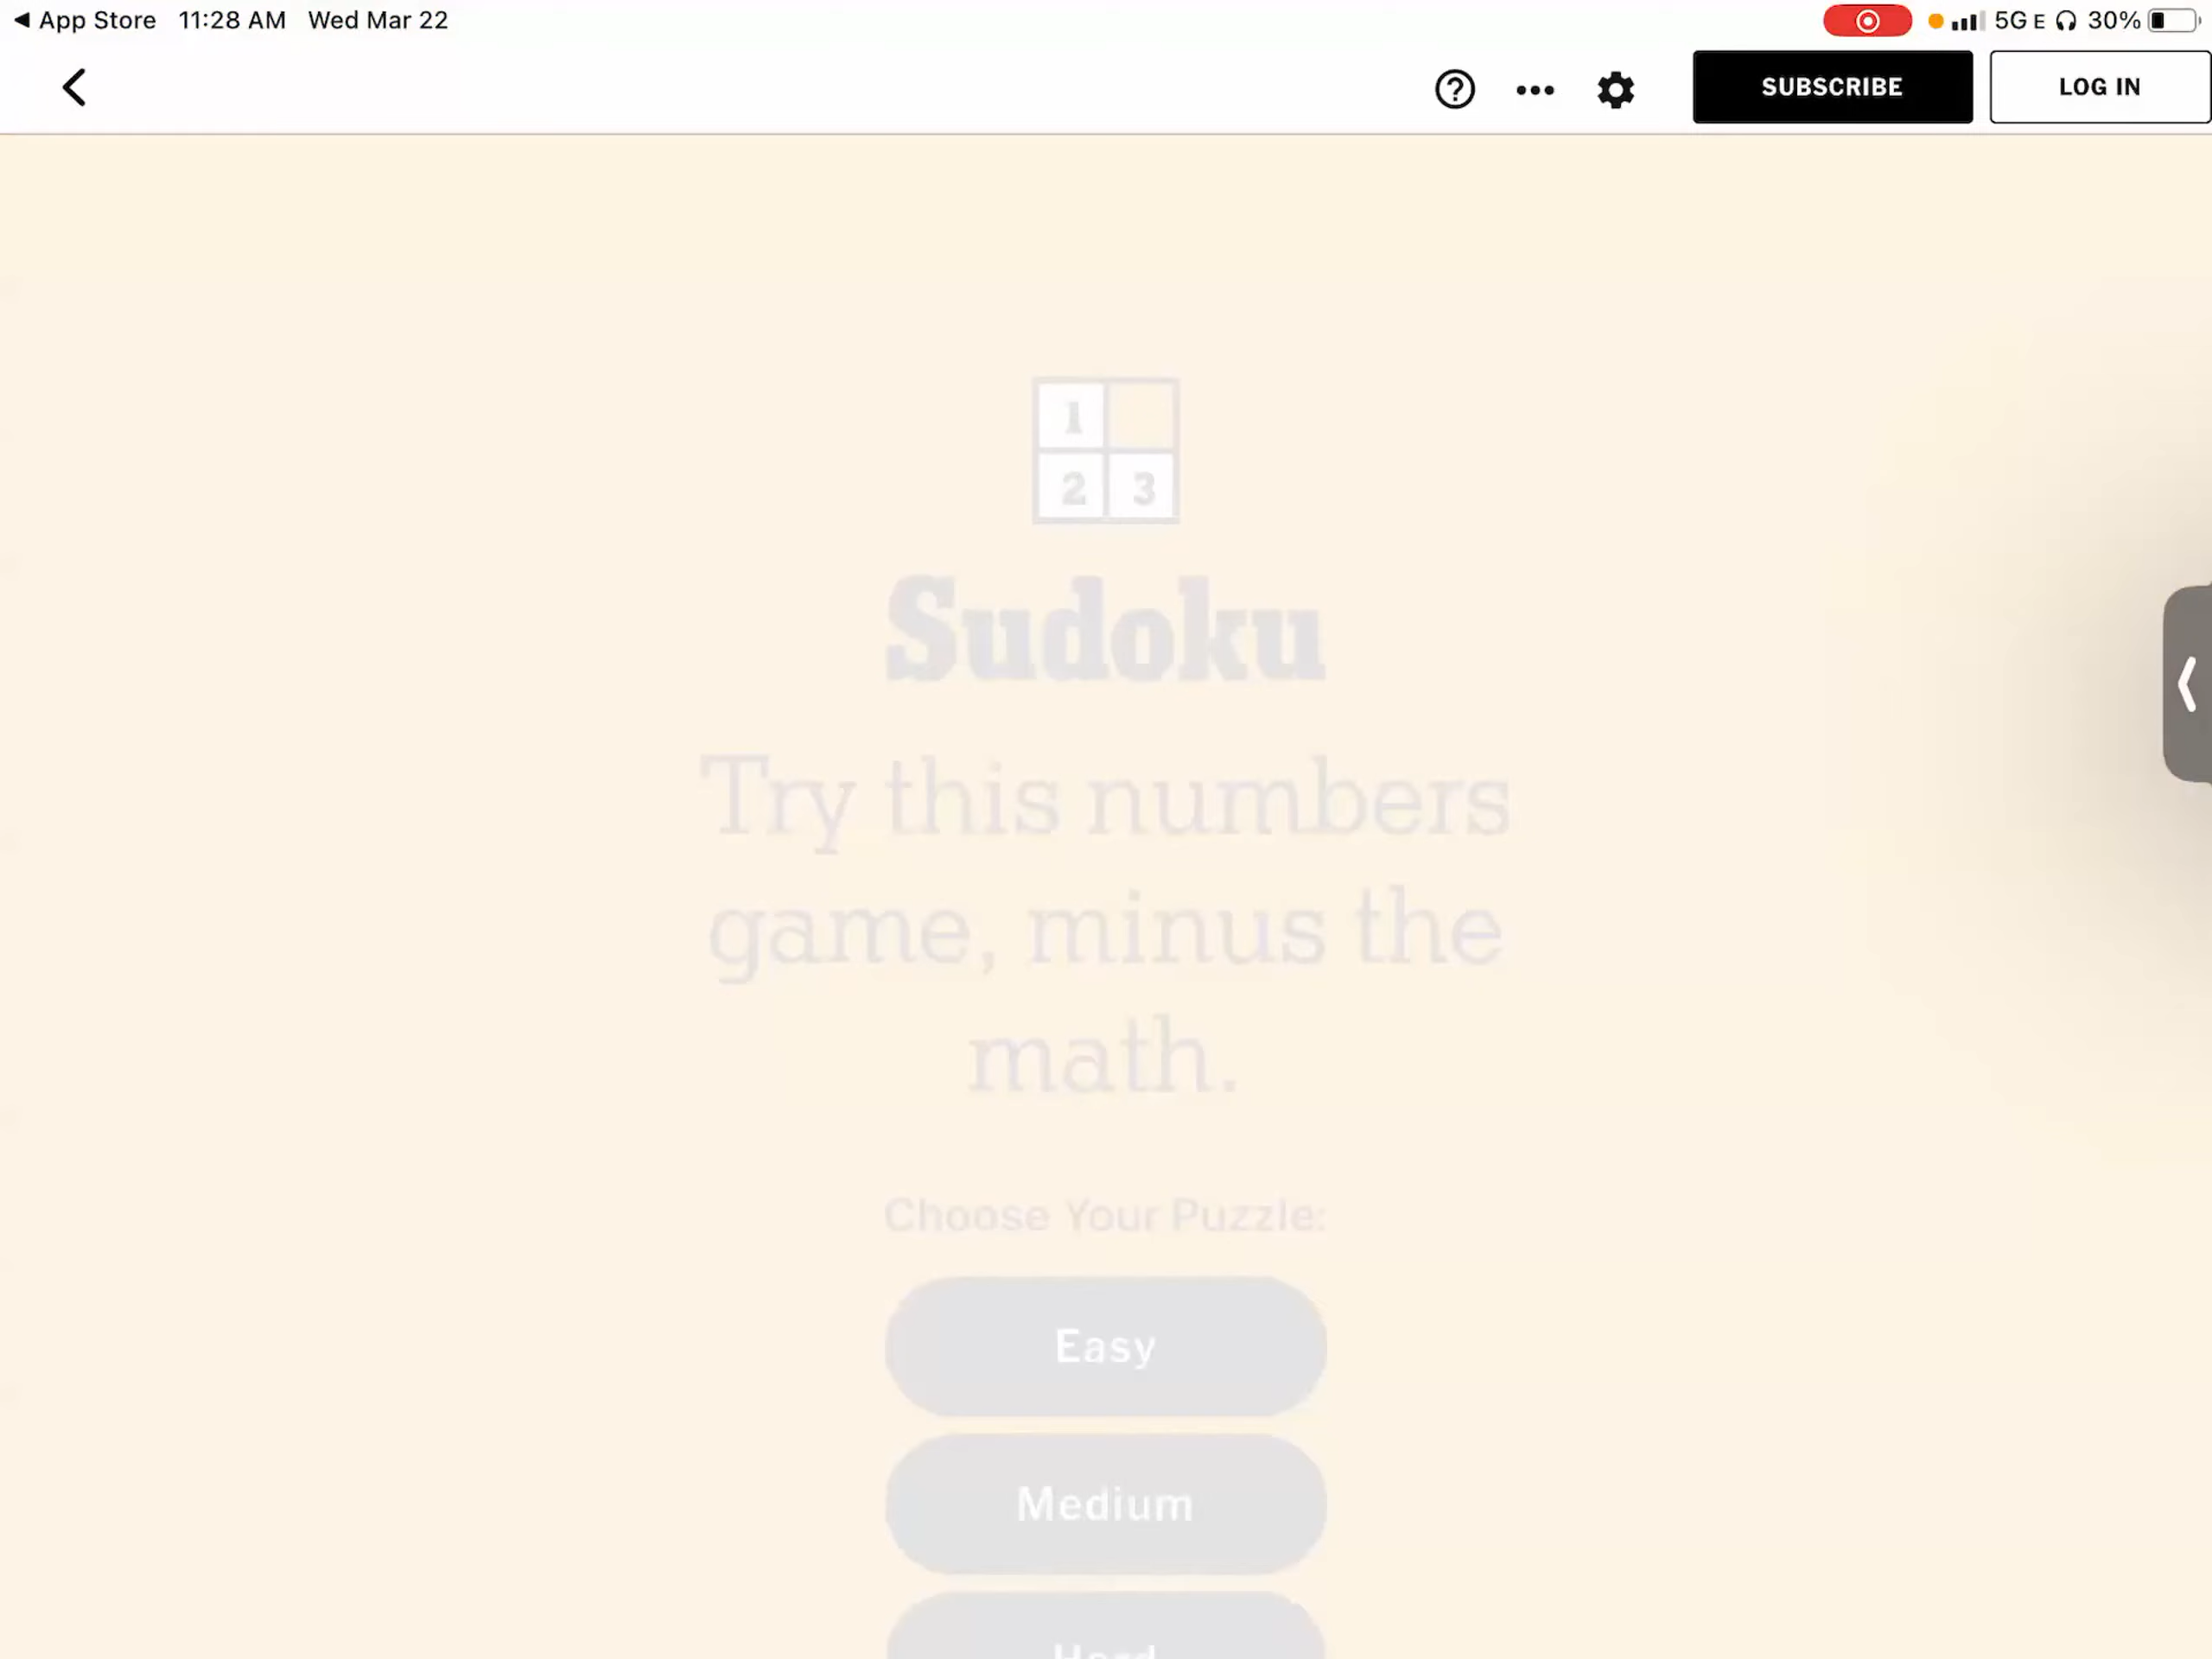 ◀ App Store 11:28 AM Wed Mar 22 5G E 30%
SUBSCRIBE LOG IN
1
2 3
Sudoku
Try this numbers
game, minus the
math.
Choose Your Puzzle:
Easy
Medium
Hard